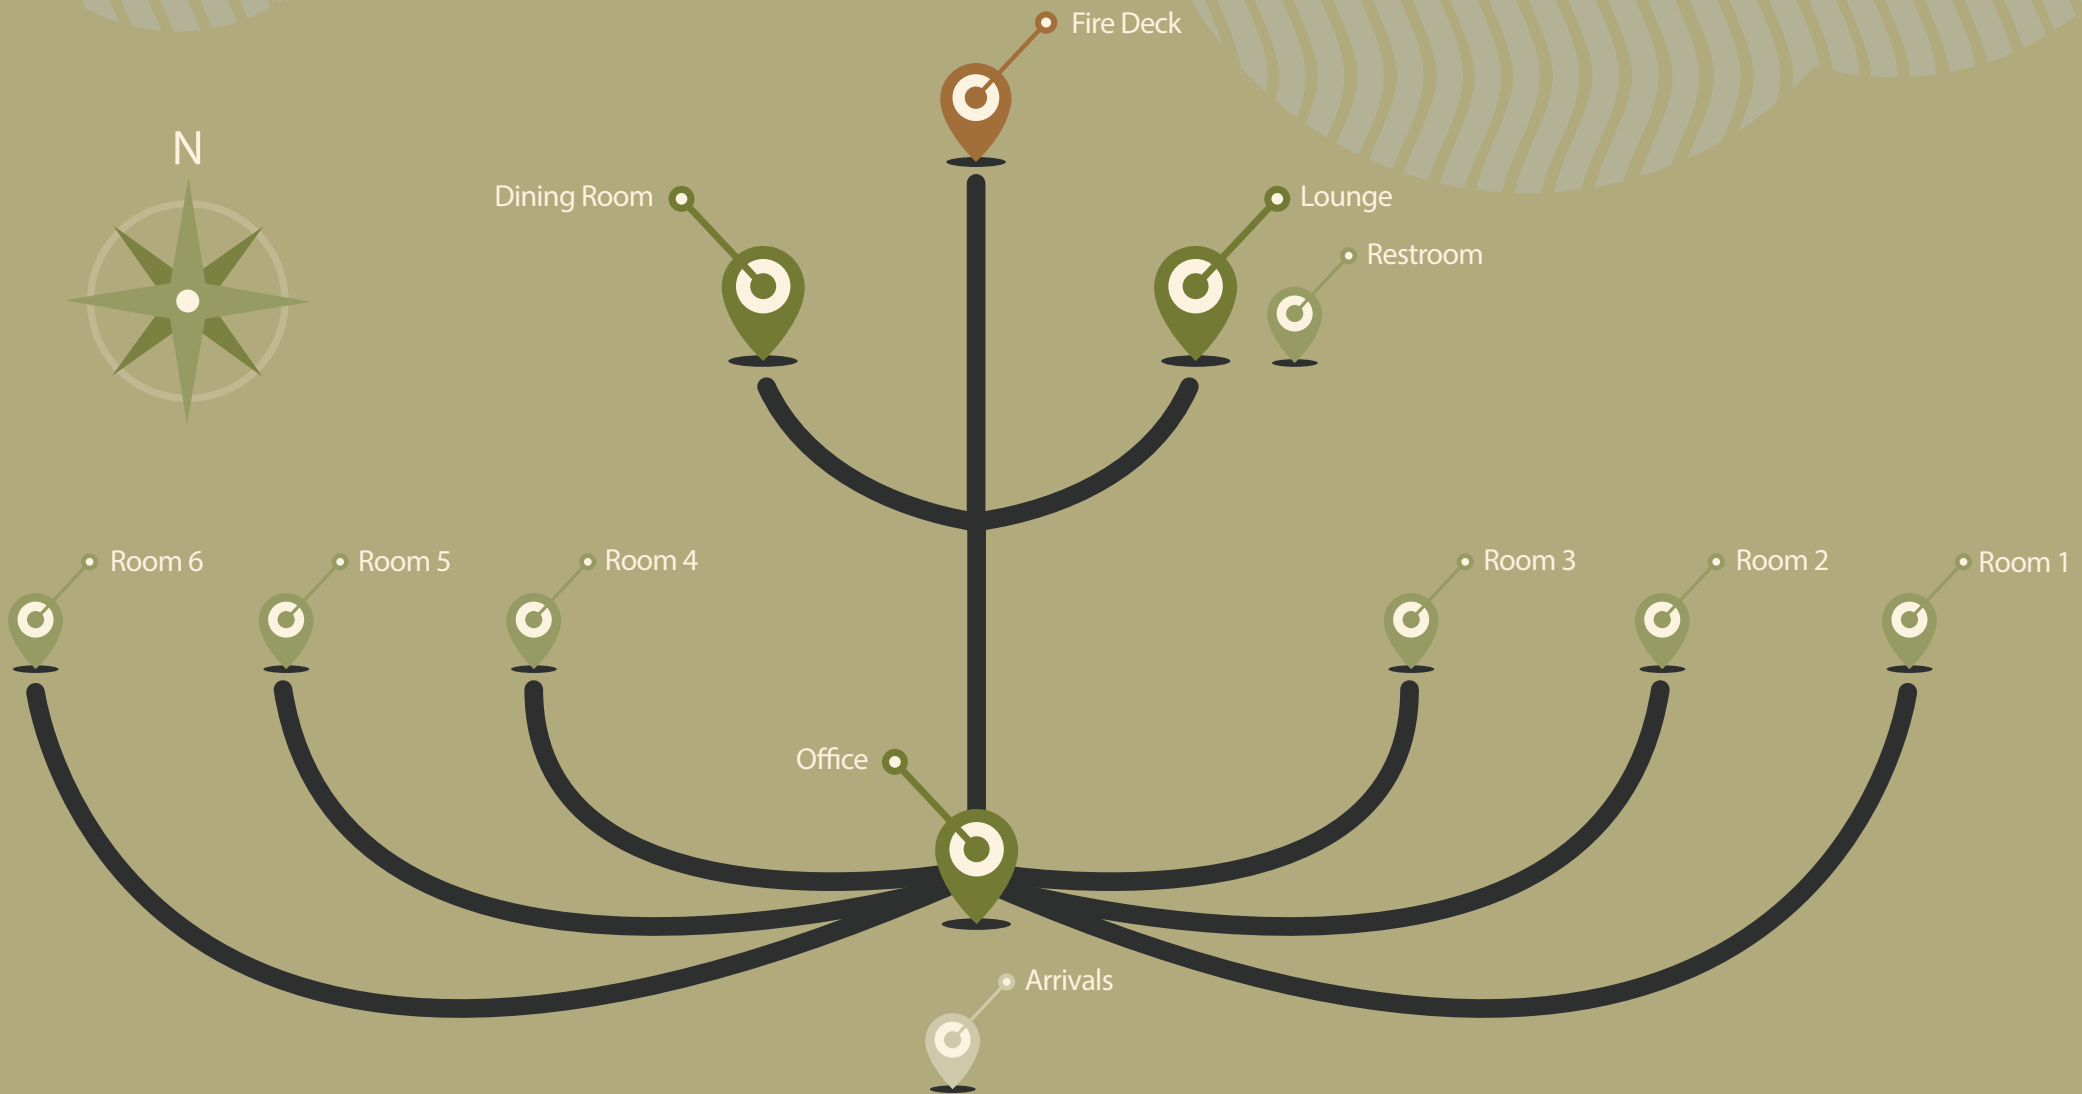 Fire Deck
N
Dining Room
Lounge
Restroom
Room 6
Room 5
Room 4
Room 3
Room 2
Room 1
Office
Arrivals